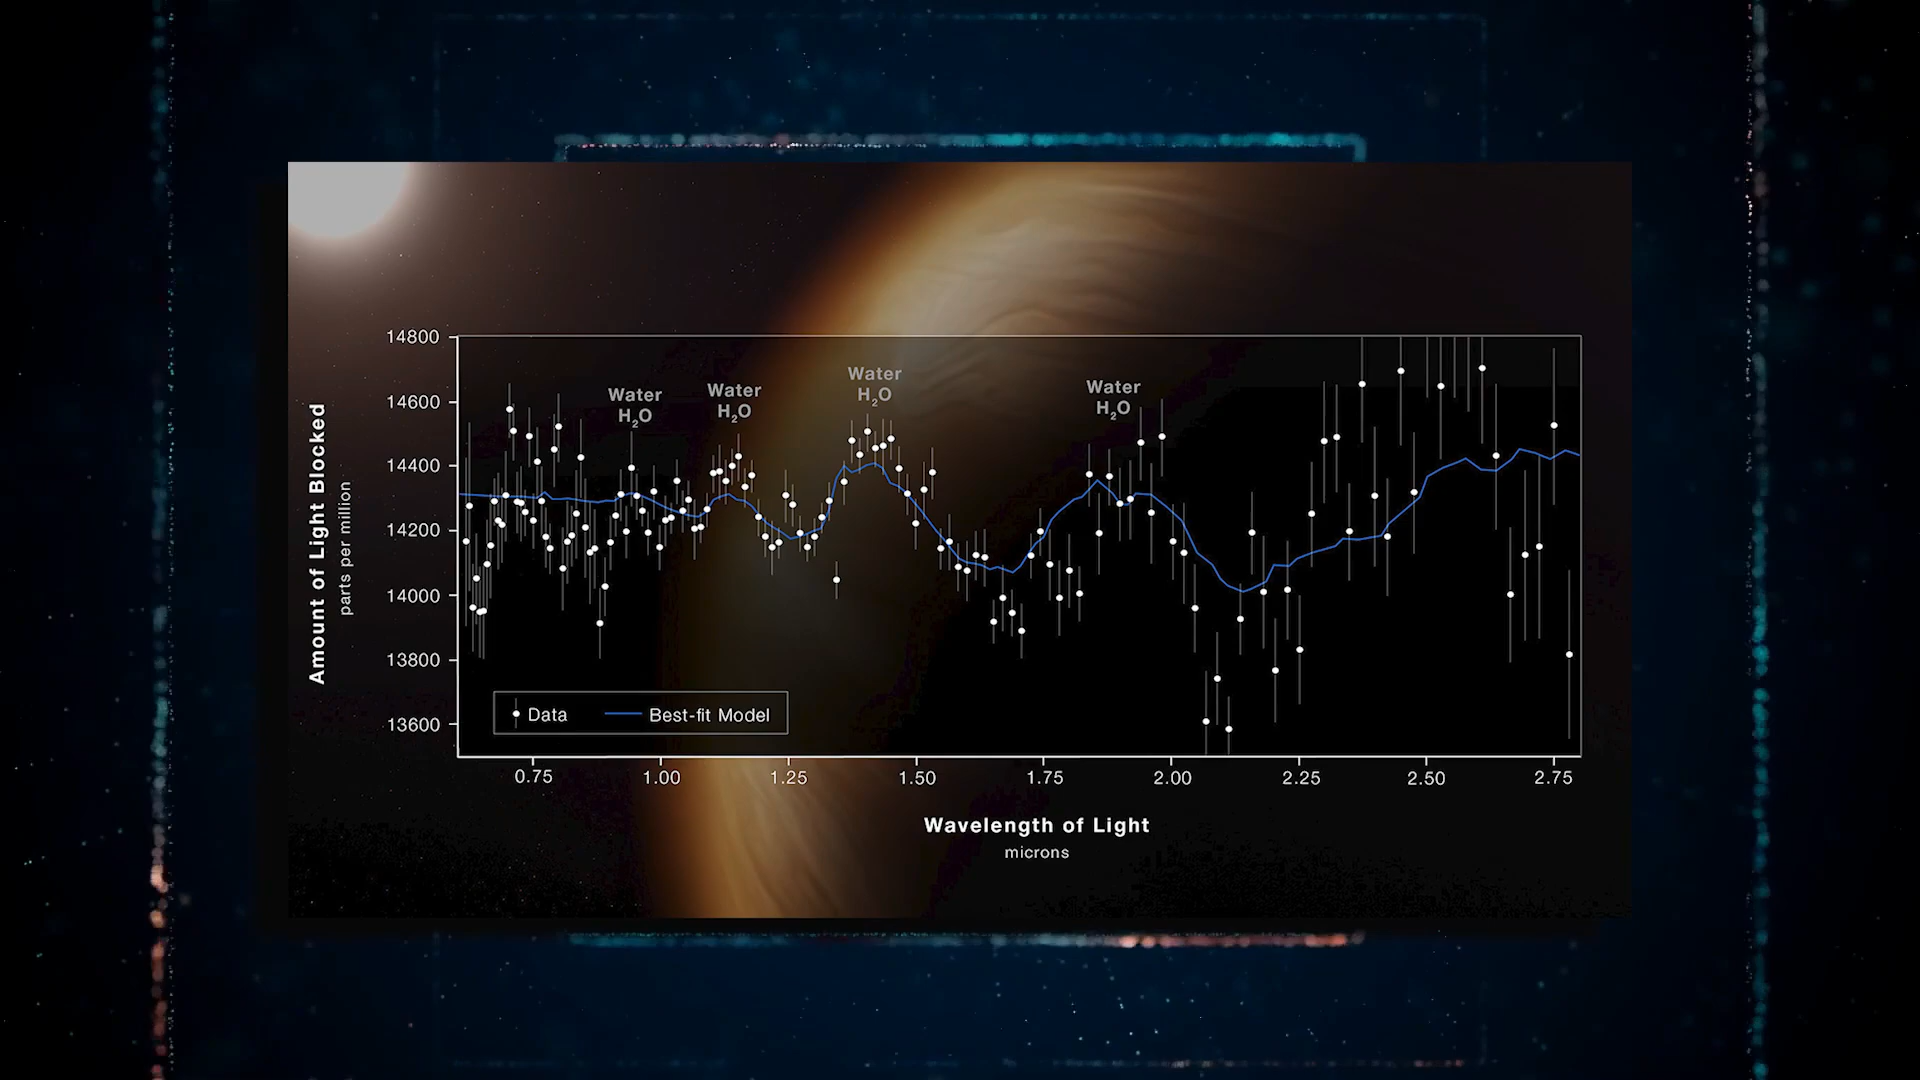 Water
H₂O
Water
H₂O
Water
H₂O
Water
H₂O
14800
14600
14400
14200
14000
13800
13600
Amount of Light Blocked
parts per million
Data
Best-fit Model
0.75 1.00 1.25 1.50 1.75 2.00 2.25 2.50 2.75
Wavelength of Light
microns